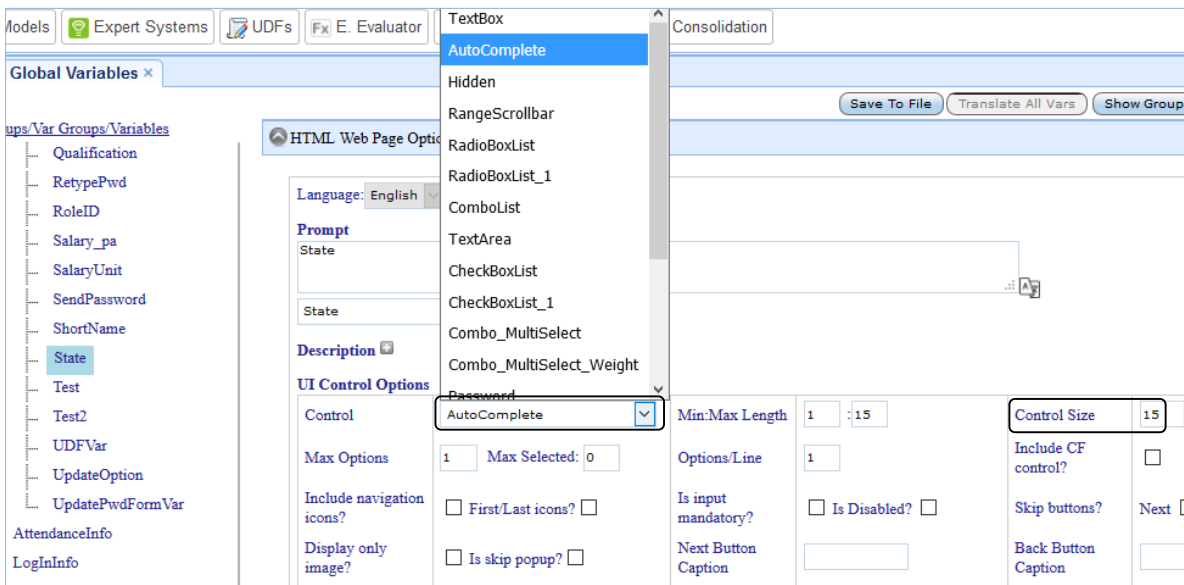 Models Expert Systems UDFs Fx E. Evaluator Consolidation
Global Variables ×
TextBox
AutoComplete
Hidden
RangeScrollbar
RadioBoxList
RadioBoxList_1
ComboList
TextArea
CheckBoxList
CheckBoxList_1
Combo_MultiSelect
Combo_MultiSelect_Weight
Password
Save To File Translate All Vars Show Group
ups/Var Groups/Variables
Qualification
RetypePwd
RoleID
Salary_pa
SalaryUnit
SendPassword
ShortName
State
Test
Test2
UDFVar
UpdateOption
UpdatePwdFormVar
AttendanceInfo
LogInInfo
HTML Web Page Optio
Language: English
Prompt
State
State
Description
UI Control Options
Control AutoComplete Min:Max Length 1 :15 Control Size 15
Max Options 1 Max Selected: 0 Options/Line 1 Include CF
control?
Include navigation
icons? First/Last icons? Is input
mandatory? Is Disabled? Skip buttons? Next
Display only
image? Is skip popup? Next Button
Caption Back Button
Caption